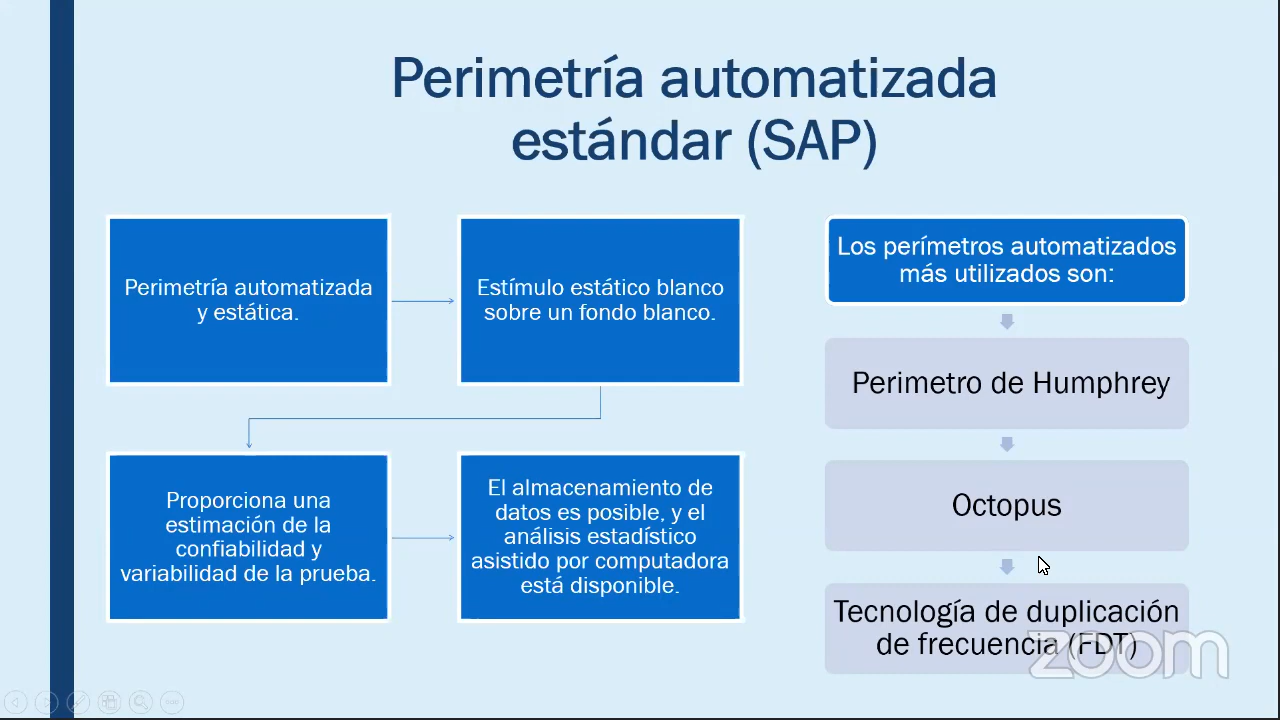 Perimetría automatizada
estándar (SAP)
Perimetría automatizada
y estática.
Estímulo estático blanco
sobre un fondo blanco.
Proporciona una
estimación de la
confiabilidad y
variabilidad de la prueba.
El almacenamiento de
datos es posible, y el
análisis estadístico
asistido por computadora
está disponible.
Los perímetros automatizados
más utilizados son:
Perimetro de Humphrey
Octopus
Tecnología de duplicación
de frecuencia (FDT)
zoom